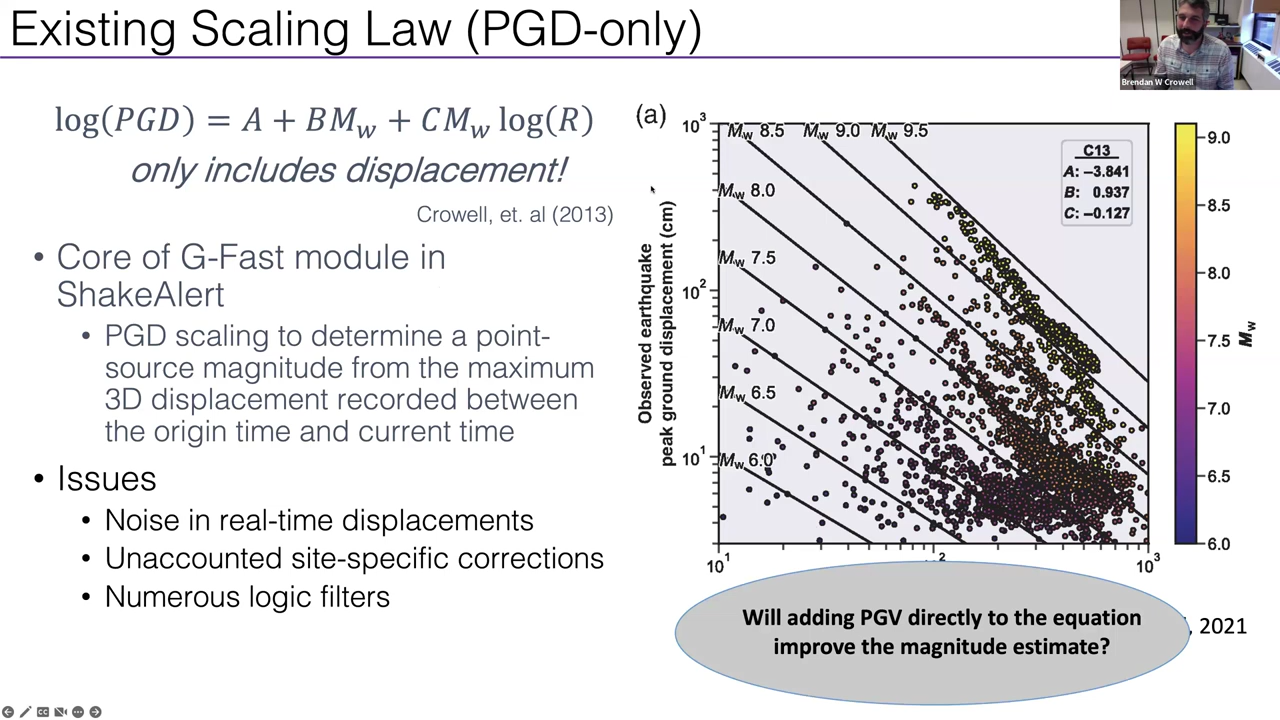 Existing Scaling Law (PGD-only)
Brendan W Crowell
log(PGD) = A + BM_w + CM_w log(R)
only includes displacement!
Crowell, et. al (2013)
• Core of G-Fast module in
ShakeAlert
• PGD scaling to determine a point-
source magnitude from the maximum
3D displacement recorded between
the origin time and current time
• Issues
• Noise in real-time displacements
• Unaccounted site-specific corrections
• Numerous logic filters
(a)
Observed earthquake
peak ground displacement (cm)
10³
10²
10¹
Mw 8.5 Mw 9.0 Mw 9.5
Mw 8.0
Mw 7.5
Mw 7.0
Mw 6.5
Mw 6.0
C13
A: −3.841
B: 0.937
C: −0.127
10¹ 10³
9.0
8.5
8.0
7.5
7.0
6.5
6.0
Mw
Will adding PGV directly to the equation
improve the magnitude estimate?
, 2021